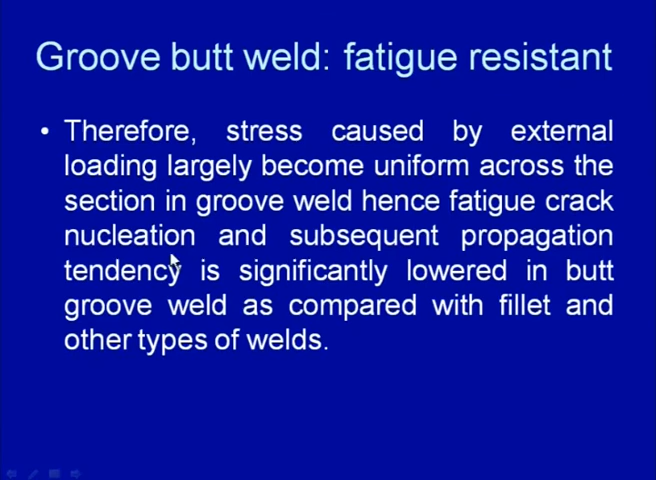 Groove butt weld: fatigue resistant
• Therefore, stress caused by external
loading largely become uniform across the
section in groove weld hence fatigue crack
nucleation and subsequent propagation
tendency is significantly lowered in butt
groove weld as compared with fillet and
other types of welds.